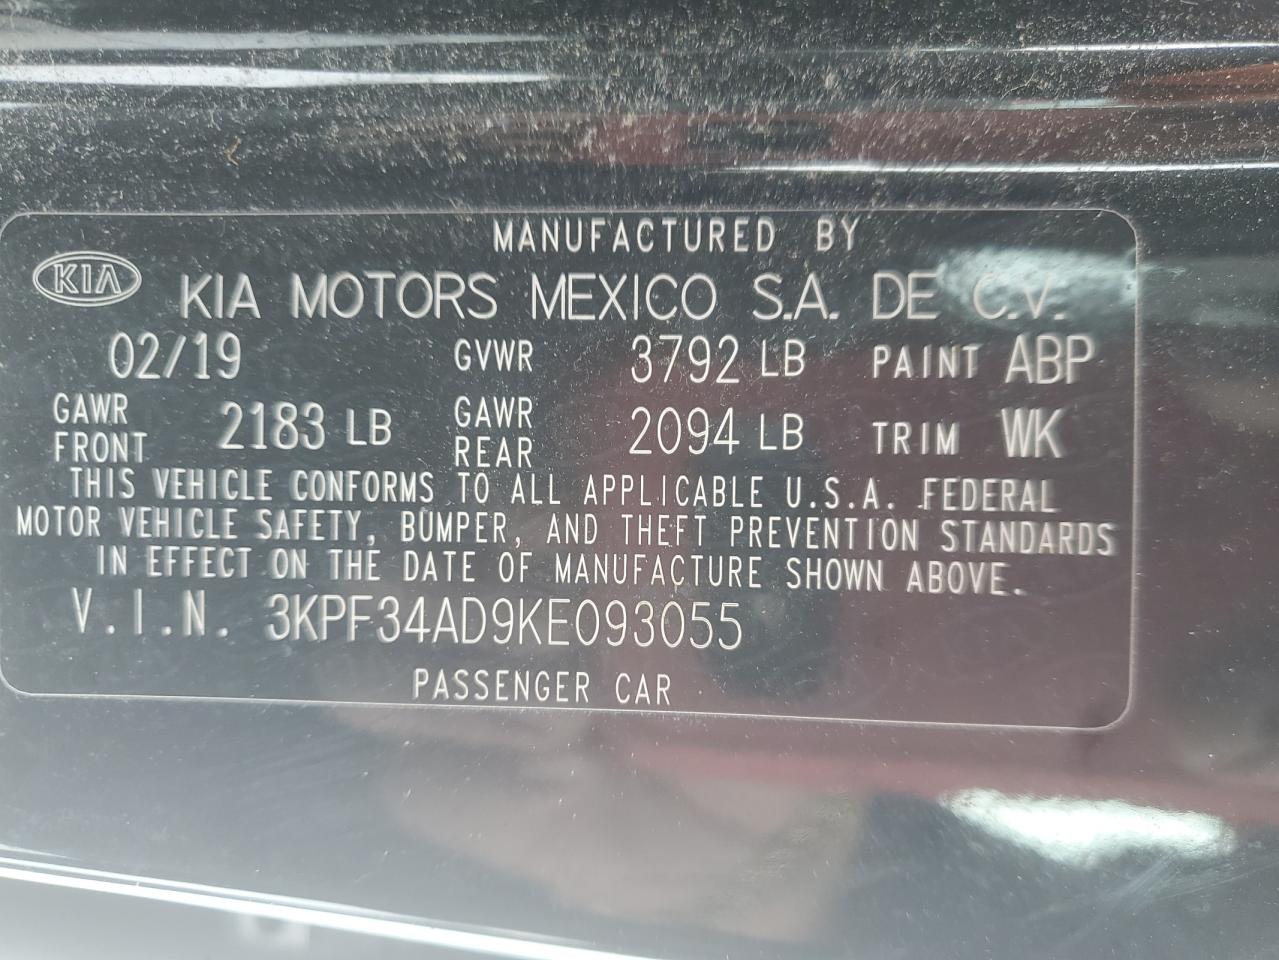 MANUFACTURED BY
KIA KIA MOTORS MEXICO S.A. DE C.V.
02/19 GVWR 3792 LB PAINT ABP
GAWR FRONT 2183 LB GAWR REAR 2094 LB TRIM WK
THIS VEHICLE CONFORMS TO ALL APPLICABLE U.S.A. FEDERAL
MOTOR VEHICLE SAFETY, BUMPER, AND THEFT PREVENTION STANDARDS
IN EFFECT ON THE DATE OF MANUFACTURE SHOWN ABOVE.
V.I.N. 3KPF34AD9KE093055
PASSENGER CAR